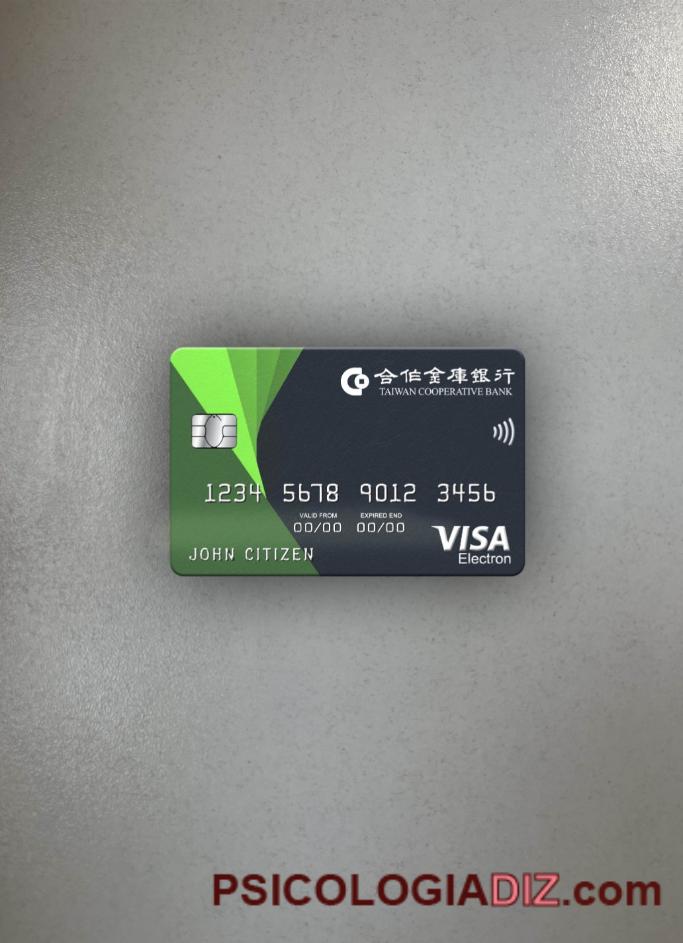 合作金庫銀行
TAIWAN COOPERATIVE BANK
1234 5678 9012 3456
VALID FROM EXPIRED END
00/00 00/00
VISA
Electron
JOHN CITIZEN
PSICOLOGIADIZ.com